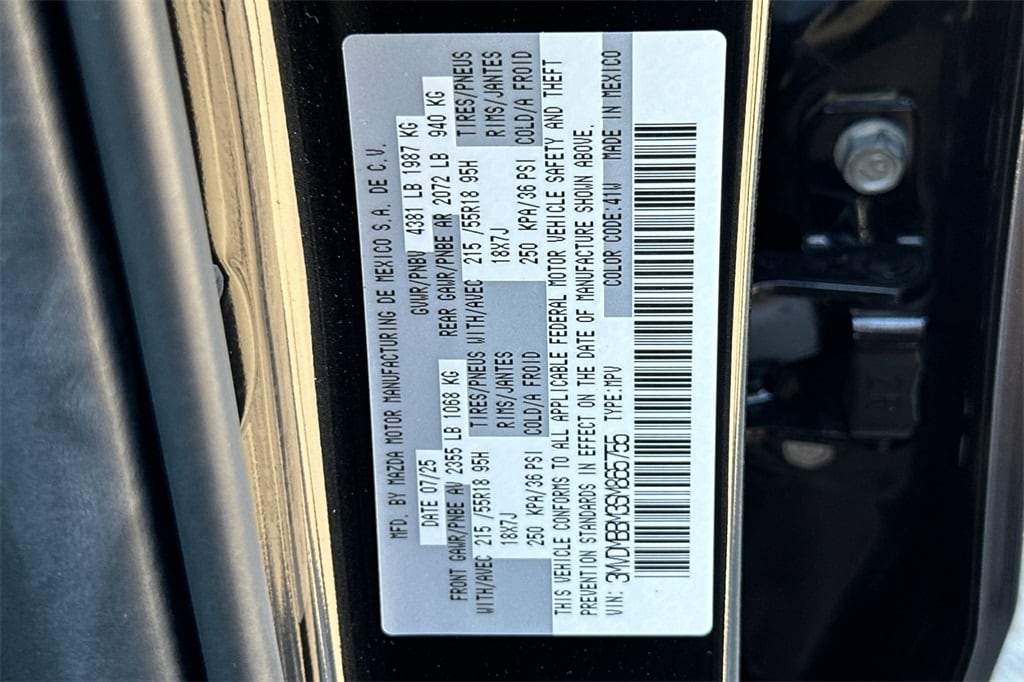 MFD. BY MAZDA MOTOR MANUFACTURING DE MEXICO S.A. DE C.V.
DATE 07/25 GVWR/PNBV 4381 LB 1987 KG
FRONT GAWR/PNBE AV 2355 LB 1068 KG REAR GAWR/PNBE AR 2072 LB 940 KG
WITH/AVEC 215 /55R18 95H TIRES/PNEUS WITH/AVEC 215 /55R18 95H TIRES/PNEUS
18X7J RIMS/JANTES 18X7J RIMS/JANTES
250 KPA/36 PSI COLD/A FROID 250 KPA/36 PSI COLD/A FROID
THIS VEHICLE CONFORMS TO ALL APPLICABLE FEDERAL MOTOR VEHICLE SAFETY AND THEFT
PREVENTION STANDARDS IN EFFECT ON THE DATE OF MANUFACTURE SHOWN ABOVE.
VIN: 3MVDMBBM3SM865755 TYPE:MPV COLOR CODE:41W MADE IN MEXICO